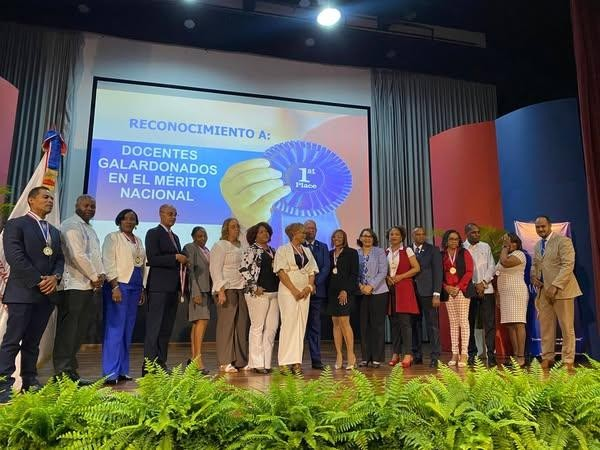 RECONOCIMIENTO A:
DOCENTES
GALARDONADOS
EN EL MÉRITO
NACIONAL
1st
Place